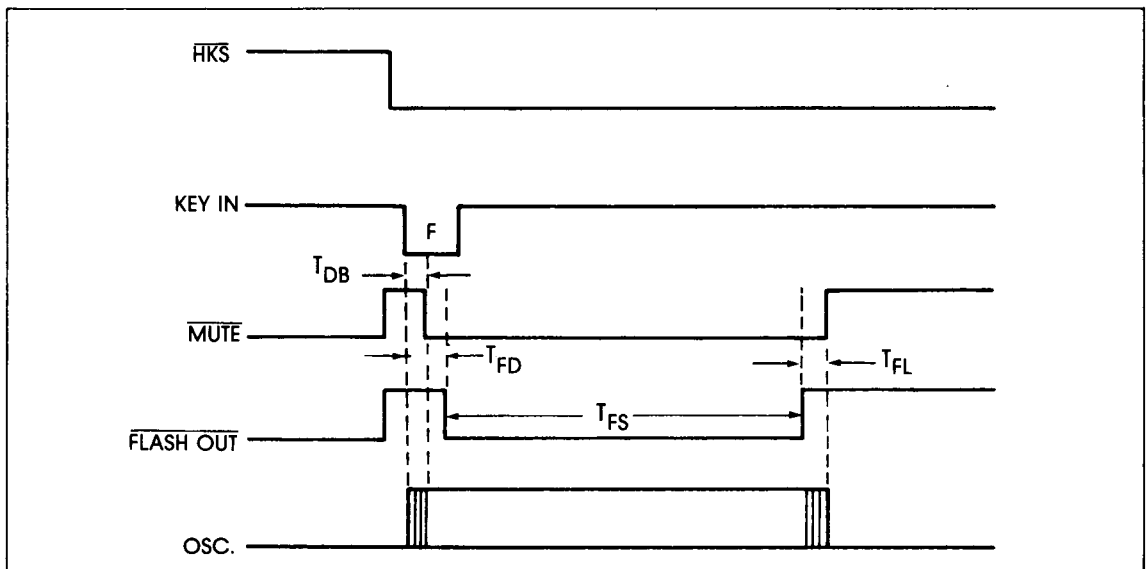 HKS
KEY IN
F
TDB
MUTE
TFD
TFL
FLASH OUT
TFS
OSC.